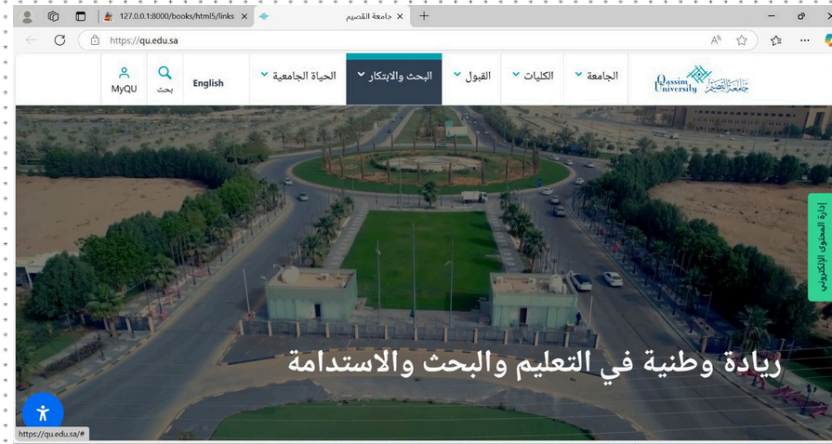 127.0.0.1:8000/books/html5/links
جامعة القصيم
https://qu.edu.sa
الجامعة
الكليات
القبول
البحث والابتكار
الحياة الجامعية
English
بحث
MyQU
Qassim
University
جامعة القصيم
إدارة المحتوى الإلكتروني
ريادة وطنية في التعليم والبحث والاستدامة
https://qu.edu.sa/#